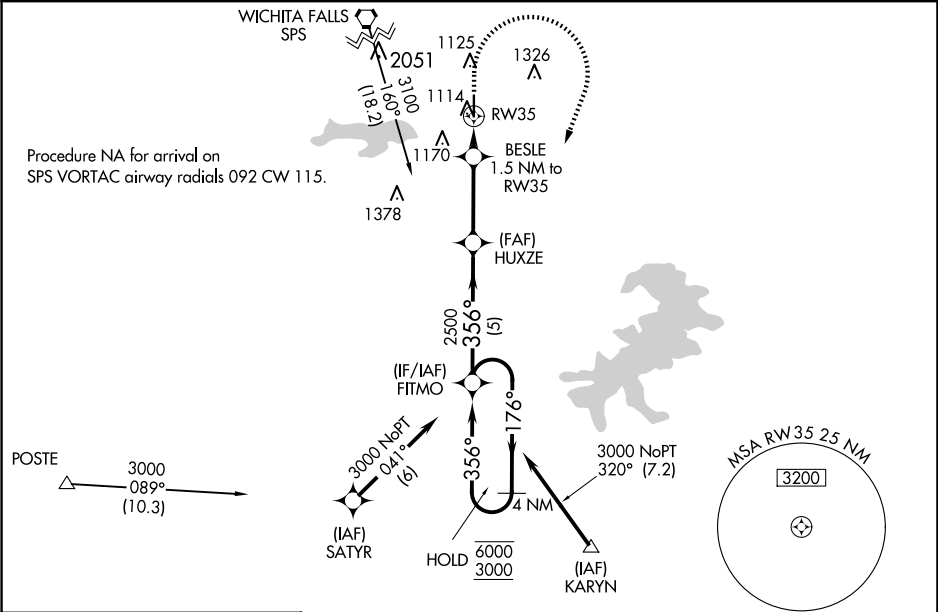 WICHITA FALLS
SPS
2051
3100
160°
(18.2)
1125
1326
1114
RW35
1170
BESLE
1.5 NM to
RW35
Procedure NA for arrival on
SPS VORTAC airway radials 092 CW 115.
1378
(FAF)
HUXZE
2500
356°
(5)
(IF/IAF)
FITMO
176°
356°
3000 NoPT
041°
(6)
3000 NoPT
320° (7.2)
POSTE
3000
089°
(10.3)
4 NM
(IAF)
SATYR
HOLD
6000
3000
(IAF)
KARYN
MSA RW35 25 NM
3200